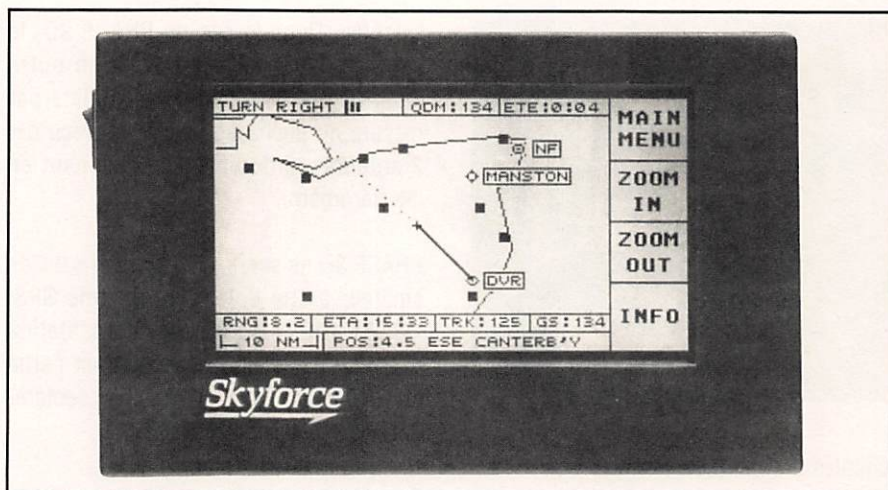 TURN RIGHT
QDM:134
ETE:0:04
MAIN
MENU
NF
MANSTON
ZOOM
IN
ZOOM
OUT
DVR
INFO
RNG:8.2
ETA:15:33
TRK:125
GS:134
10 NM
POS:4.5 ESE CANTERB'Y
Skyforce